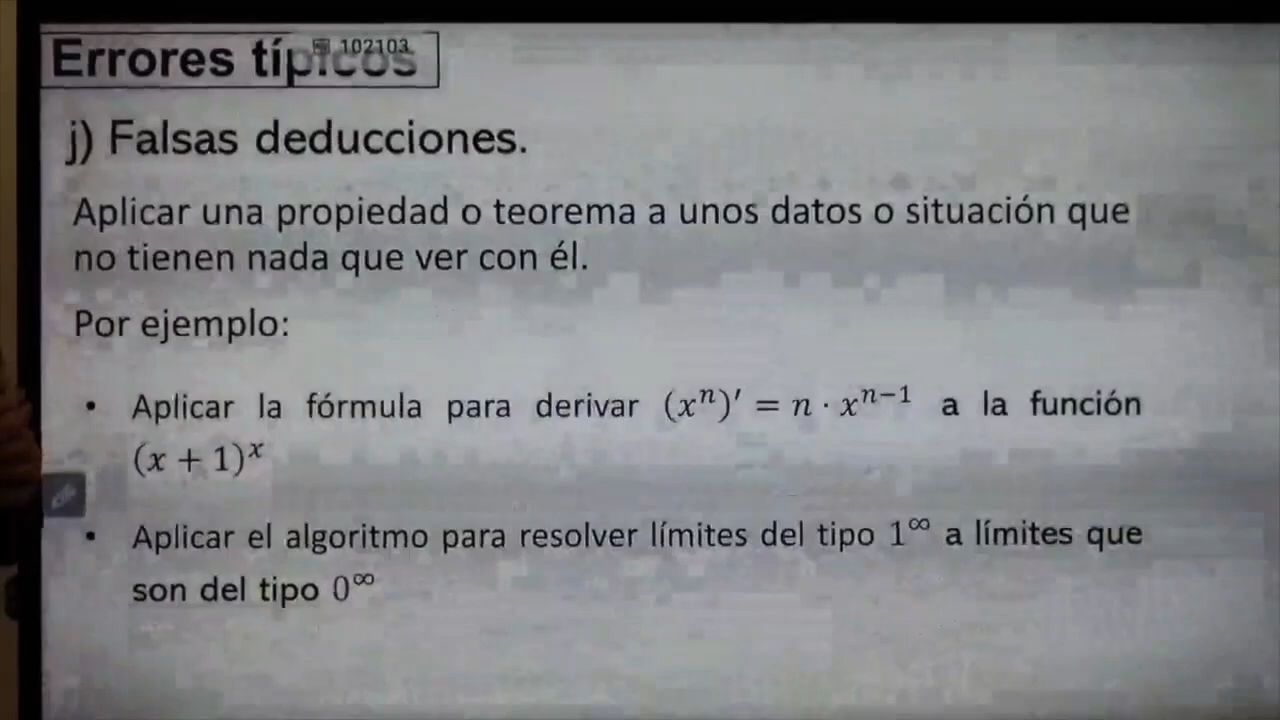 Errores típicos
102103
j) Falsas deducciones.
Aplicar una propiedad o teorema a unos datos o situación que
no tienen nada que ver con él.
Por ejemplo:
• Aplicar la fórmula para derivar (xⁿ)′ = n · xⁿ⁻¹ a la función
(x + 1)ˣ
• Aplicar el algoritmo para resolver límites del tipo 1^∞ a límites que
son del tipo 0^∞